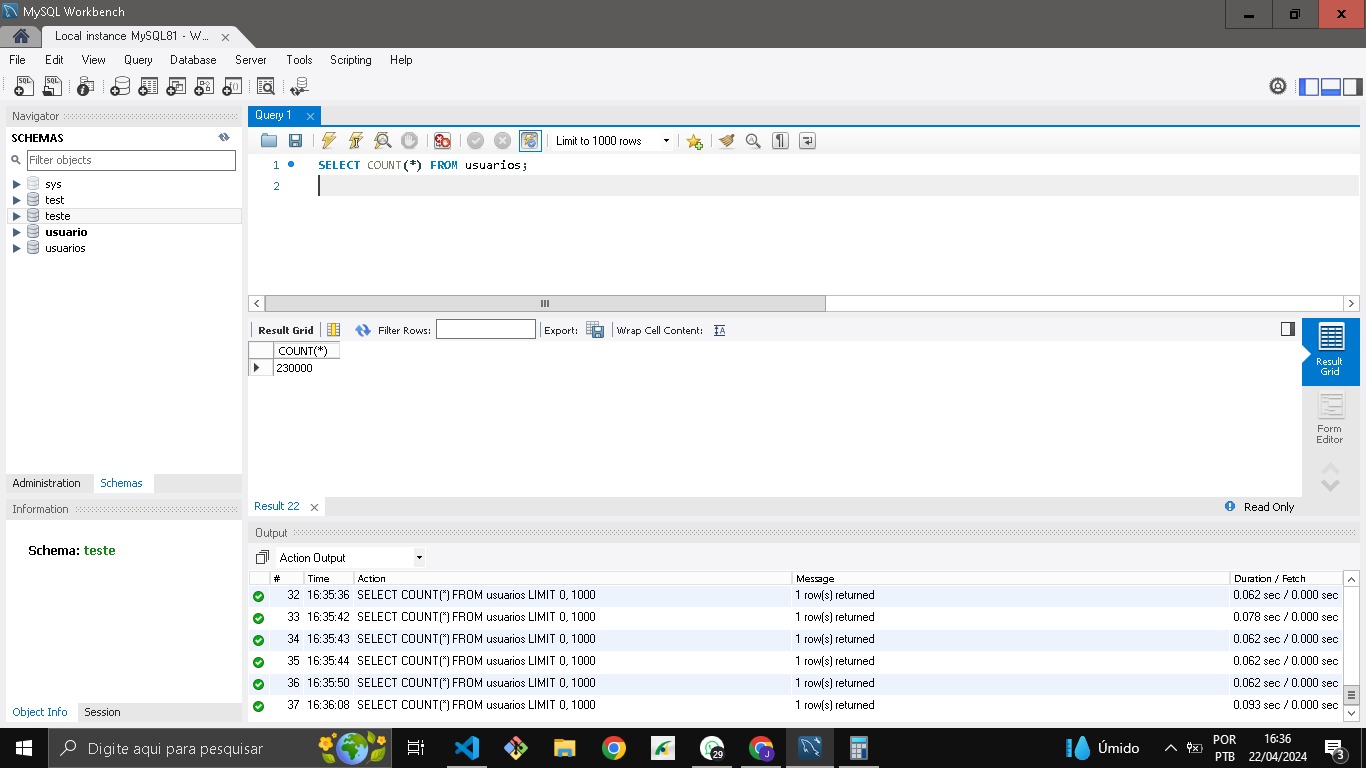 MySQL Workbench
Local instance MySQL81 - W...
File Edit View Query Database Server Tools Scripting Help
Navigator
SCHEMAS
Filter objects
sys
test
teste
usuario
usuarios
Administration Schemas
Information
Schema: teste
Object Info Session
Query 1
Limit to 1000 rows
1 SELECT COUNT(*) FROM usuarios;
2
Result Grid Filter Rows: Export: Wrap Cell Content:
COUNT(*)
230000
Result Grid
Form Editor
Result 22
Read Only
Output
Action Output
# Time Action Message Duration / Fetch
32 16:35:36 SELECT COUNT(*) FROM usuarios LIMIT 0, 1000 1 row(s) returned 0.062 sec / 0.000 sec
33 16:35:42 SELECT COUNT(*) FROM usuarios LIMIT 0, 1000 1 row(s) returned 0.078 sec / 0.000 sec
34 16:35:43 SELECT COUNT(*) FROM usuarios LIMIT 0, 1000 1 row(s) returned 0.062 sec / 0.000 sec
35 16:35:44 SELECT COUNT(*) FROM usuarios LIMIT 0, 1000 1 row(s) returned 0.062 sec / 0.000 sec
36 16:35:50 SELECT COUNT(*) FROM usuarios LIMIT 0, 1000 1 row(s) returned 0.062 sec / 0.000 sec
37 16:36:08 SELECT COUNT(*) FROM usuarios LIMIT 0, 1000 1 row(s) returned 0.093 sec / 0.000 sec
Digite aqui para pesquisar
29
Úmido
POR
PTB
16:36
22/04/2024
3